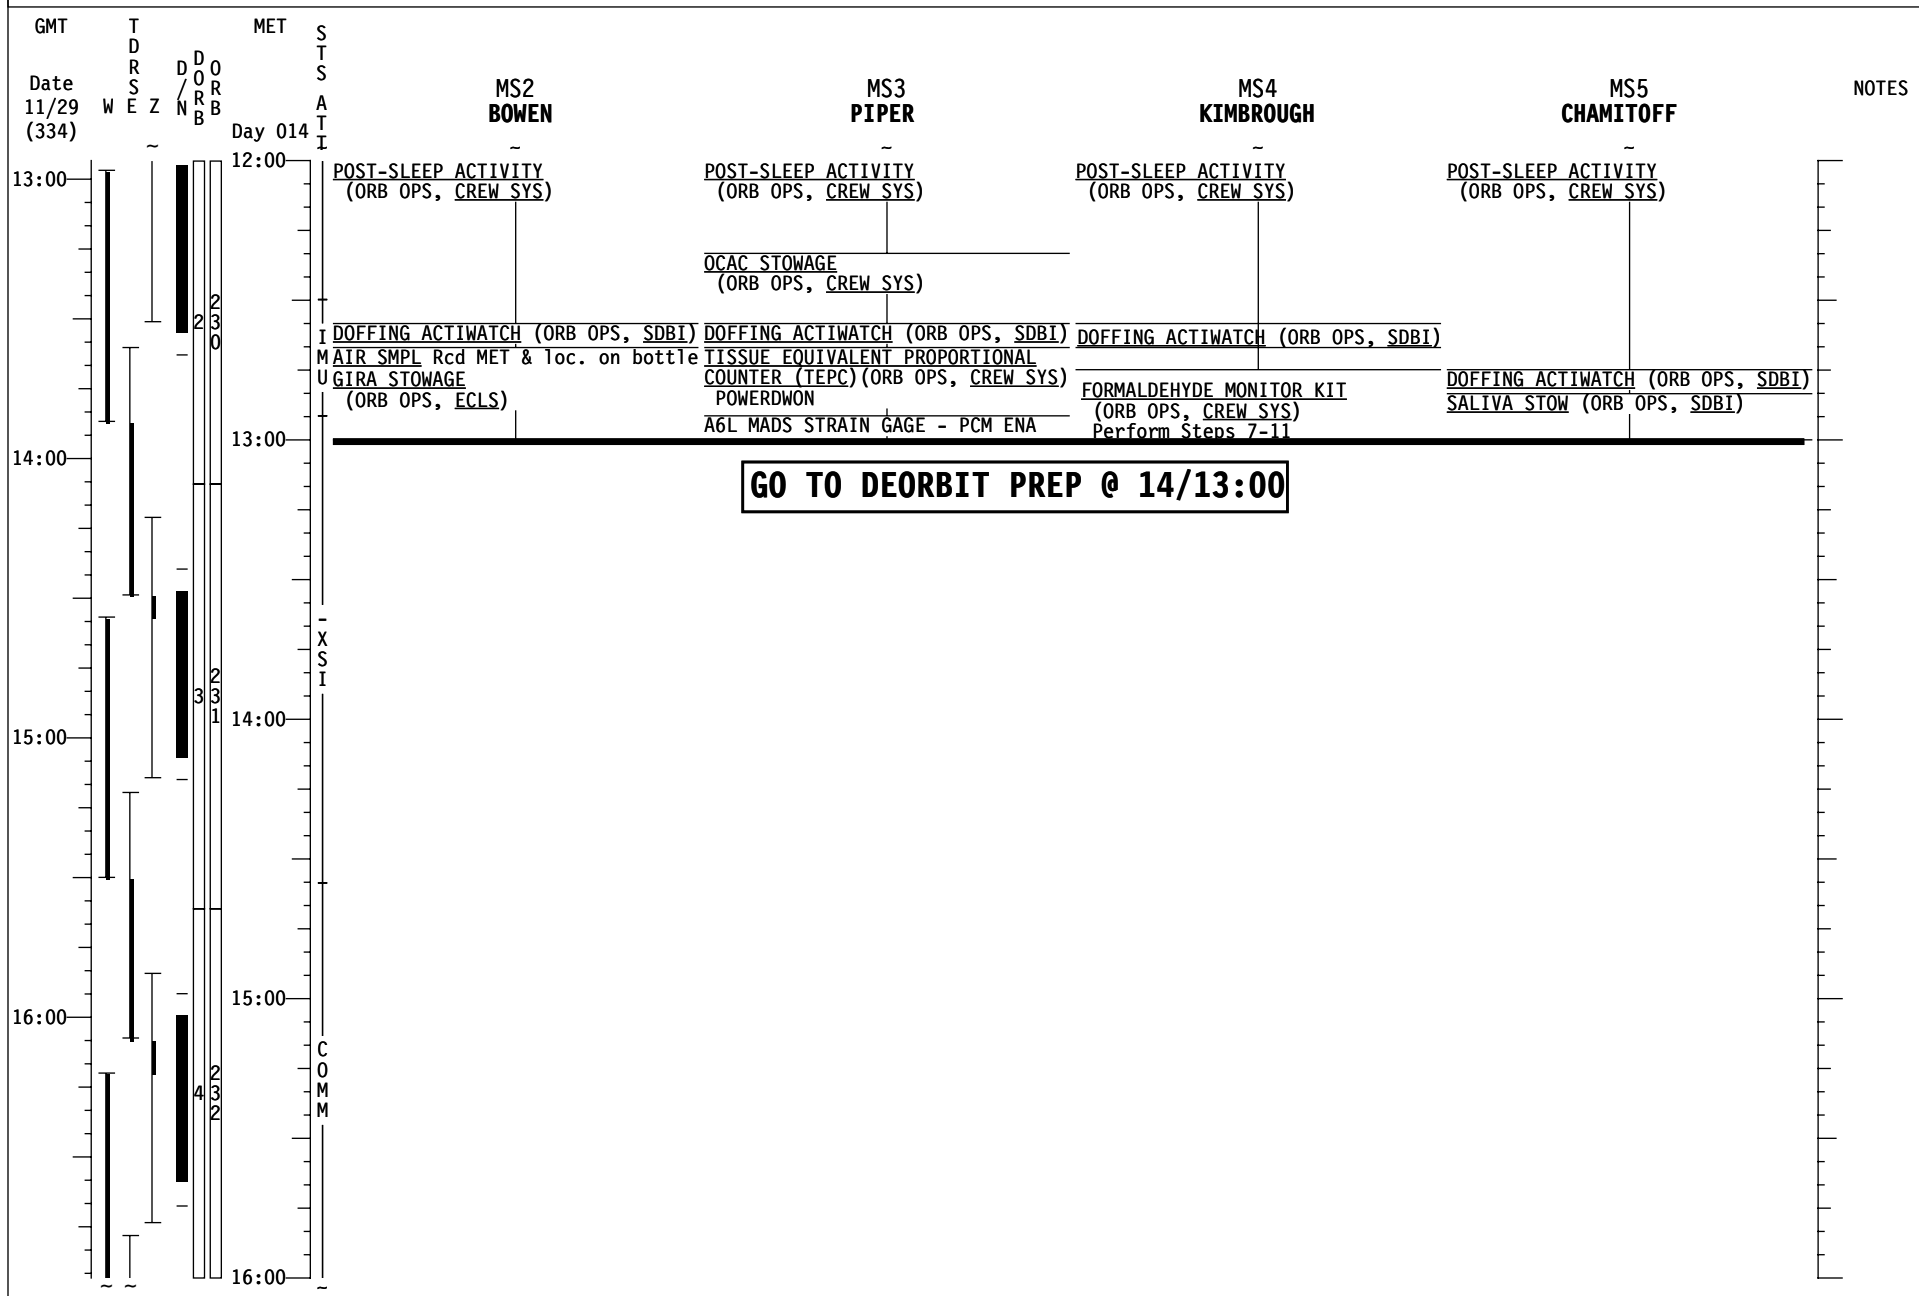 GMT
TDRS
MET
STS ATT
Date
11/29
(334)
W E Z
D/N
DORB
ORB
Day 014
MS2
BOWEN
MS3
PIPER
MS4
KIMBROUGH
MS5
CHAMITOFF
NOTES
~ ~ ~ ~ ~
12:00
13:00
POST-SLEEP ACTIVITY
(ORB OPS, CREW SYS)
DOFFING ACTIWATCH (ORB OPS, SDBI)
AIR SMPL Rcd MET & loc. on bottle
GIRA STOWAGE
(ORB OPS, ECLS)
POST-SLEEP ACTIVITY
(ORB OPS, CREW SYS)
OCAC STOWAGE
(ORB OPS, CREW SYS)
DOFFING ACTIWATCH (ORB OPS, SDBI)
TISSUE EQUIVALENT PROPORTIONAL
COUNTER (TEPC)(ORB OPS, CREW SYS)
POWERDWON
A6L MADS STRAIN GAGE - PCM ENA
POST-SLEEP ACTIVITY
(ORB OPS, CREW SYS)
DOFFING ACTIWATCH (ORB OPS, SDBI)
FORMALDEHYDE MONITOR KIT
(ORB OPS, CREW SYS)
Perform Steps 7-11
POST-SLEEP ACTIVITY
(ORB OPS, CREW SYS)
DOFFING ACTIWATCH (ORB OPS, SDBI)
SALIVA STOW (ORB OPS, SDBI)
2
230
IMU
13:00
14:00
GO TO DEORBIT PREP @ 14/13:00
-XSI
3
231
14:00
15:00
15:00
16:00
COMM
4
232
16:00
~ ~ ~